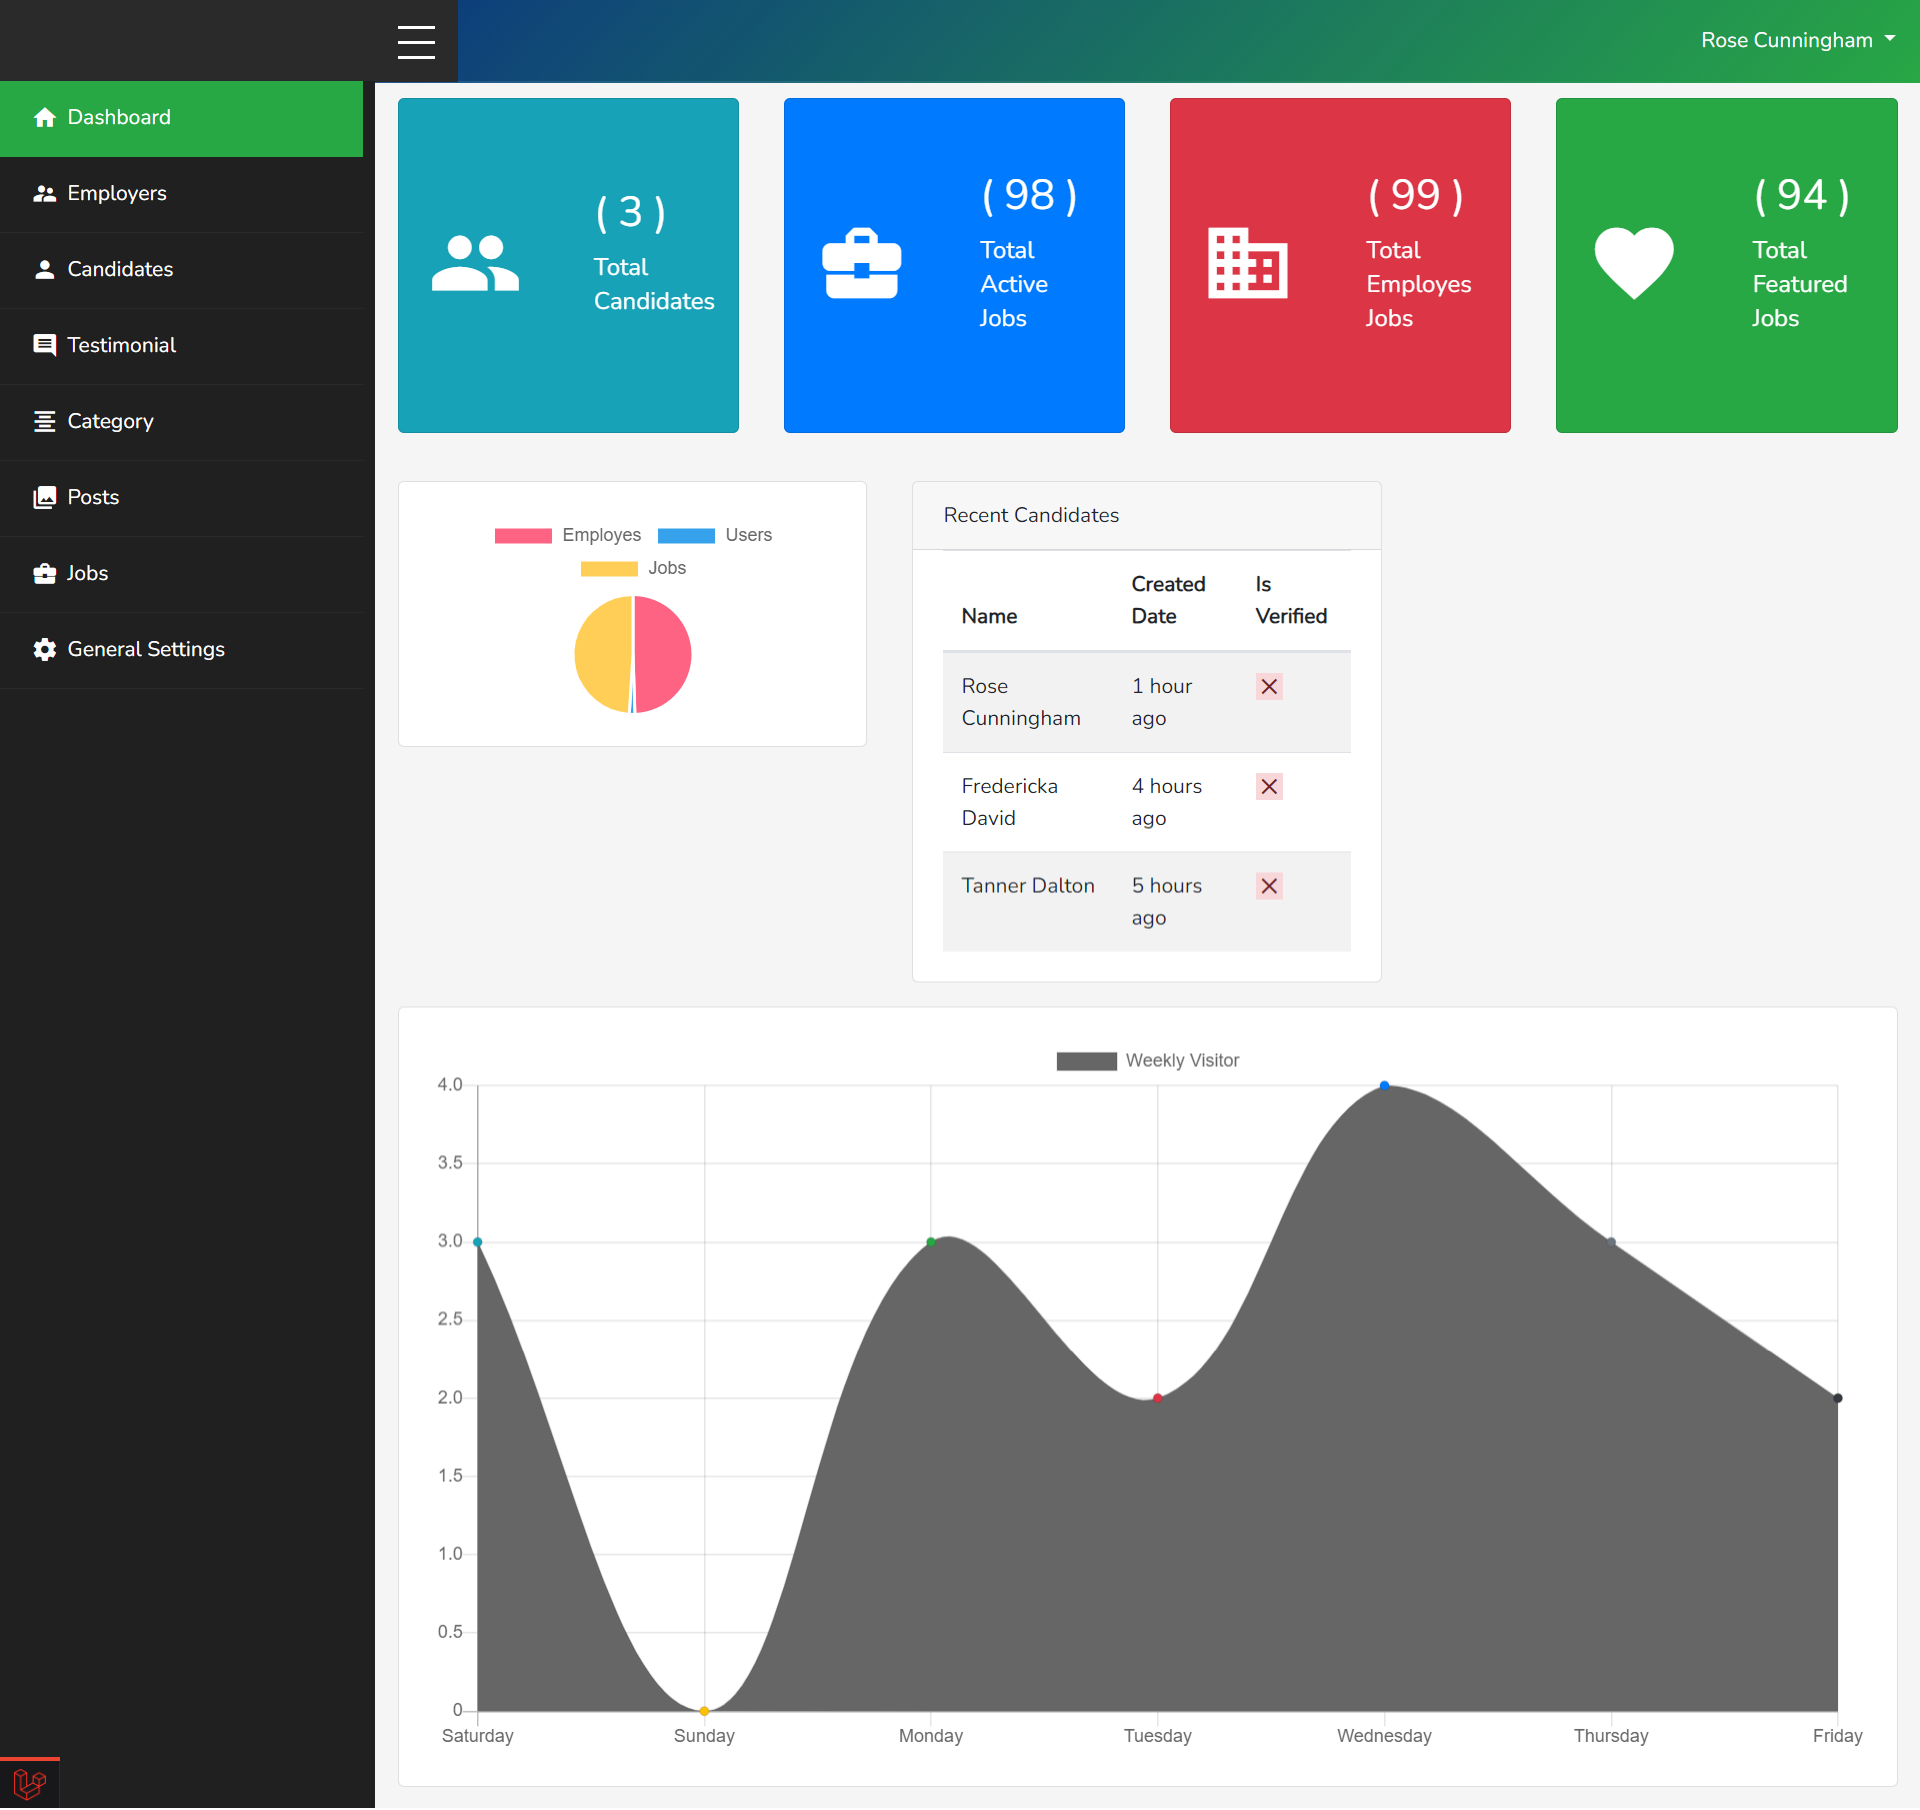 Rose Cunningham
Dashboard
Employers
Candidates
Testimonial
Category
Posts
Jobs
General Settings
( 3 )
Total
Candidates
( 98 )
Total
Active
Jobs
( 99 )
Total
Employes
Jobs
( 94 )
Total
Featured
Jobs
Employes Users
Jobs
Recent Candidates
Name Created Date Is Verified
Rose Cunningham 1 hour ago
Fredericka David 4 hours ago
Tanner Dalton 5 hours ago
Weekly Visitor
4.0
3.5
3.0
2.5
2.0
1.5
1.0
0.5
0
Saturday Sunday Monday Tuesday Wednesday Thursday Friday